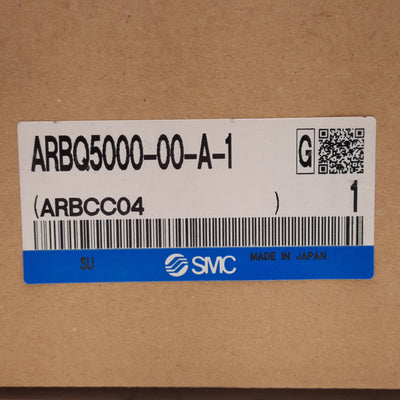 ARBQ5000-00-A-1
G
(ARBCC04 )
1
SU
SMC
MADE IN JAPAN